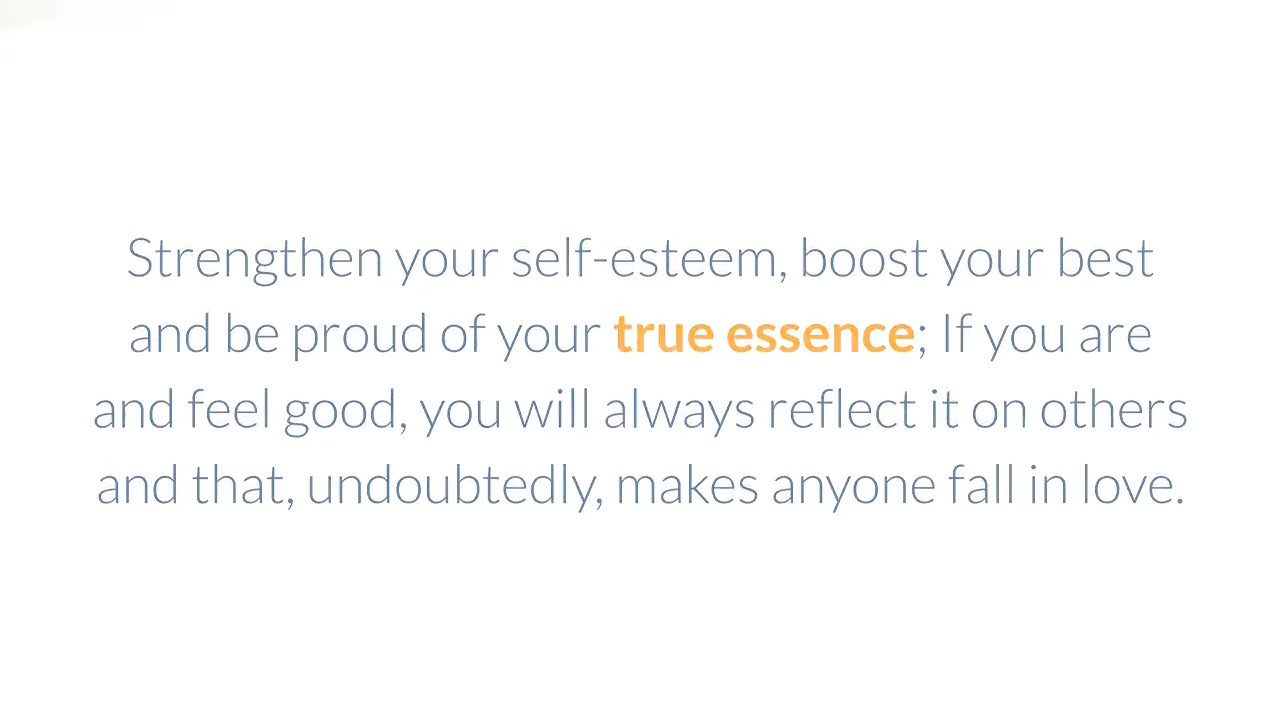 Strengthen your self-esteem, boost your best
and be proud of your true essence; If you are
and feel good, you will always reflect it on others
and that, undoubtedly, makes anyone fall in love.